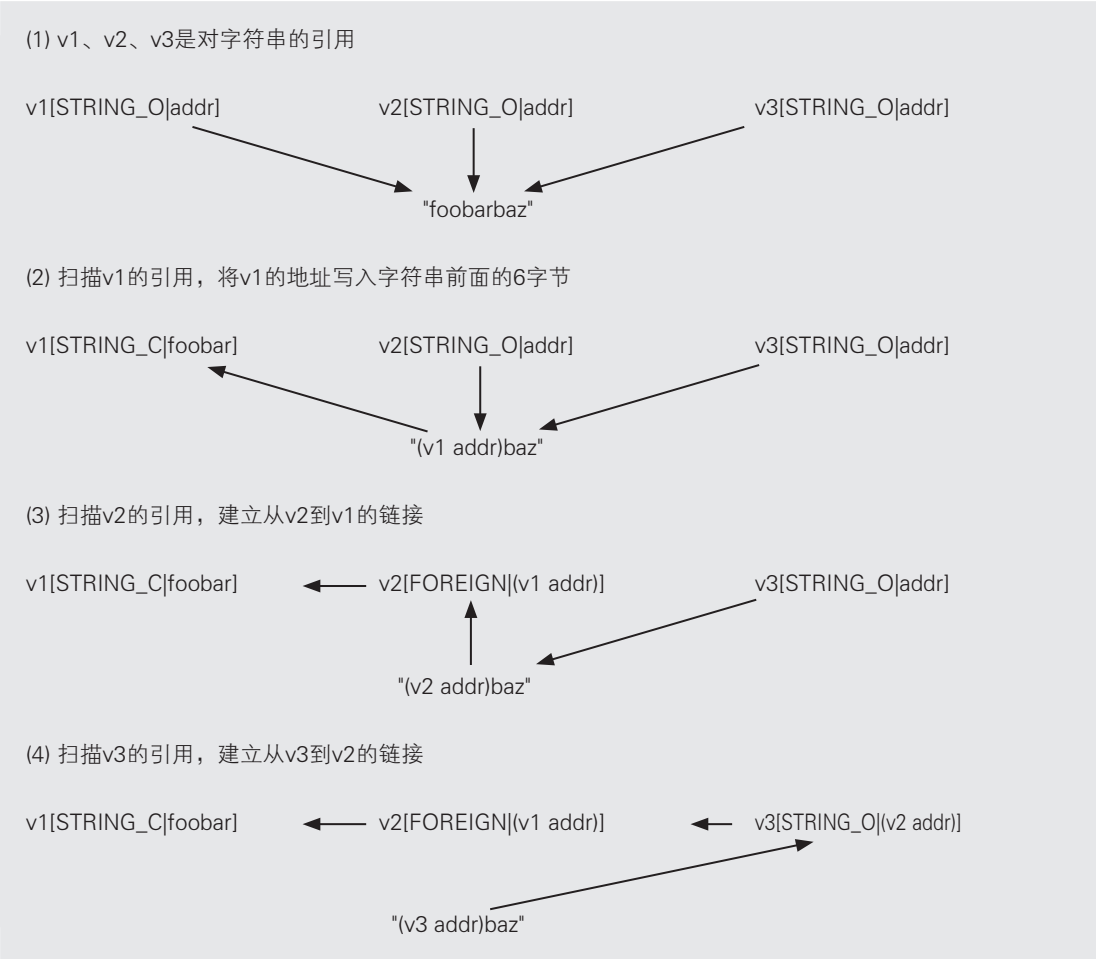 (1) v1、v2、v3是对字符串的引用
v1[STRING_O|addr] v2[STRING_O|addr] v3[STRING_O|addr]
"foobarbaz"
(2) 扫描v1的引用，将v1的地址写入字符串前面的6字节
v1[STRING_C|foobar] v2[STRING_O|addr] v3[STRING_O|addr]
"(v1 addr)baz"
(3) 扫描v2的引用，建立从v2到v1的链接
v1[STRING_C|foobar] v2[FOREIGN|(v1 addr)] v3[STRING_O|addr]
"(v2 addr)baz"
(4) 扫描v3的引用，建立从v3到v2的链接
v1[STRING_C|foobar] v2[FOREIGN|(v1 addr)] v3[STRING_O|(v2 addr)]
"(v3 addr)baz"